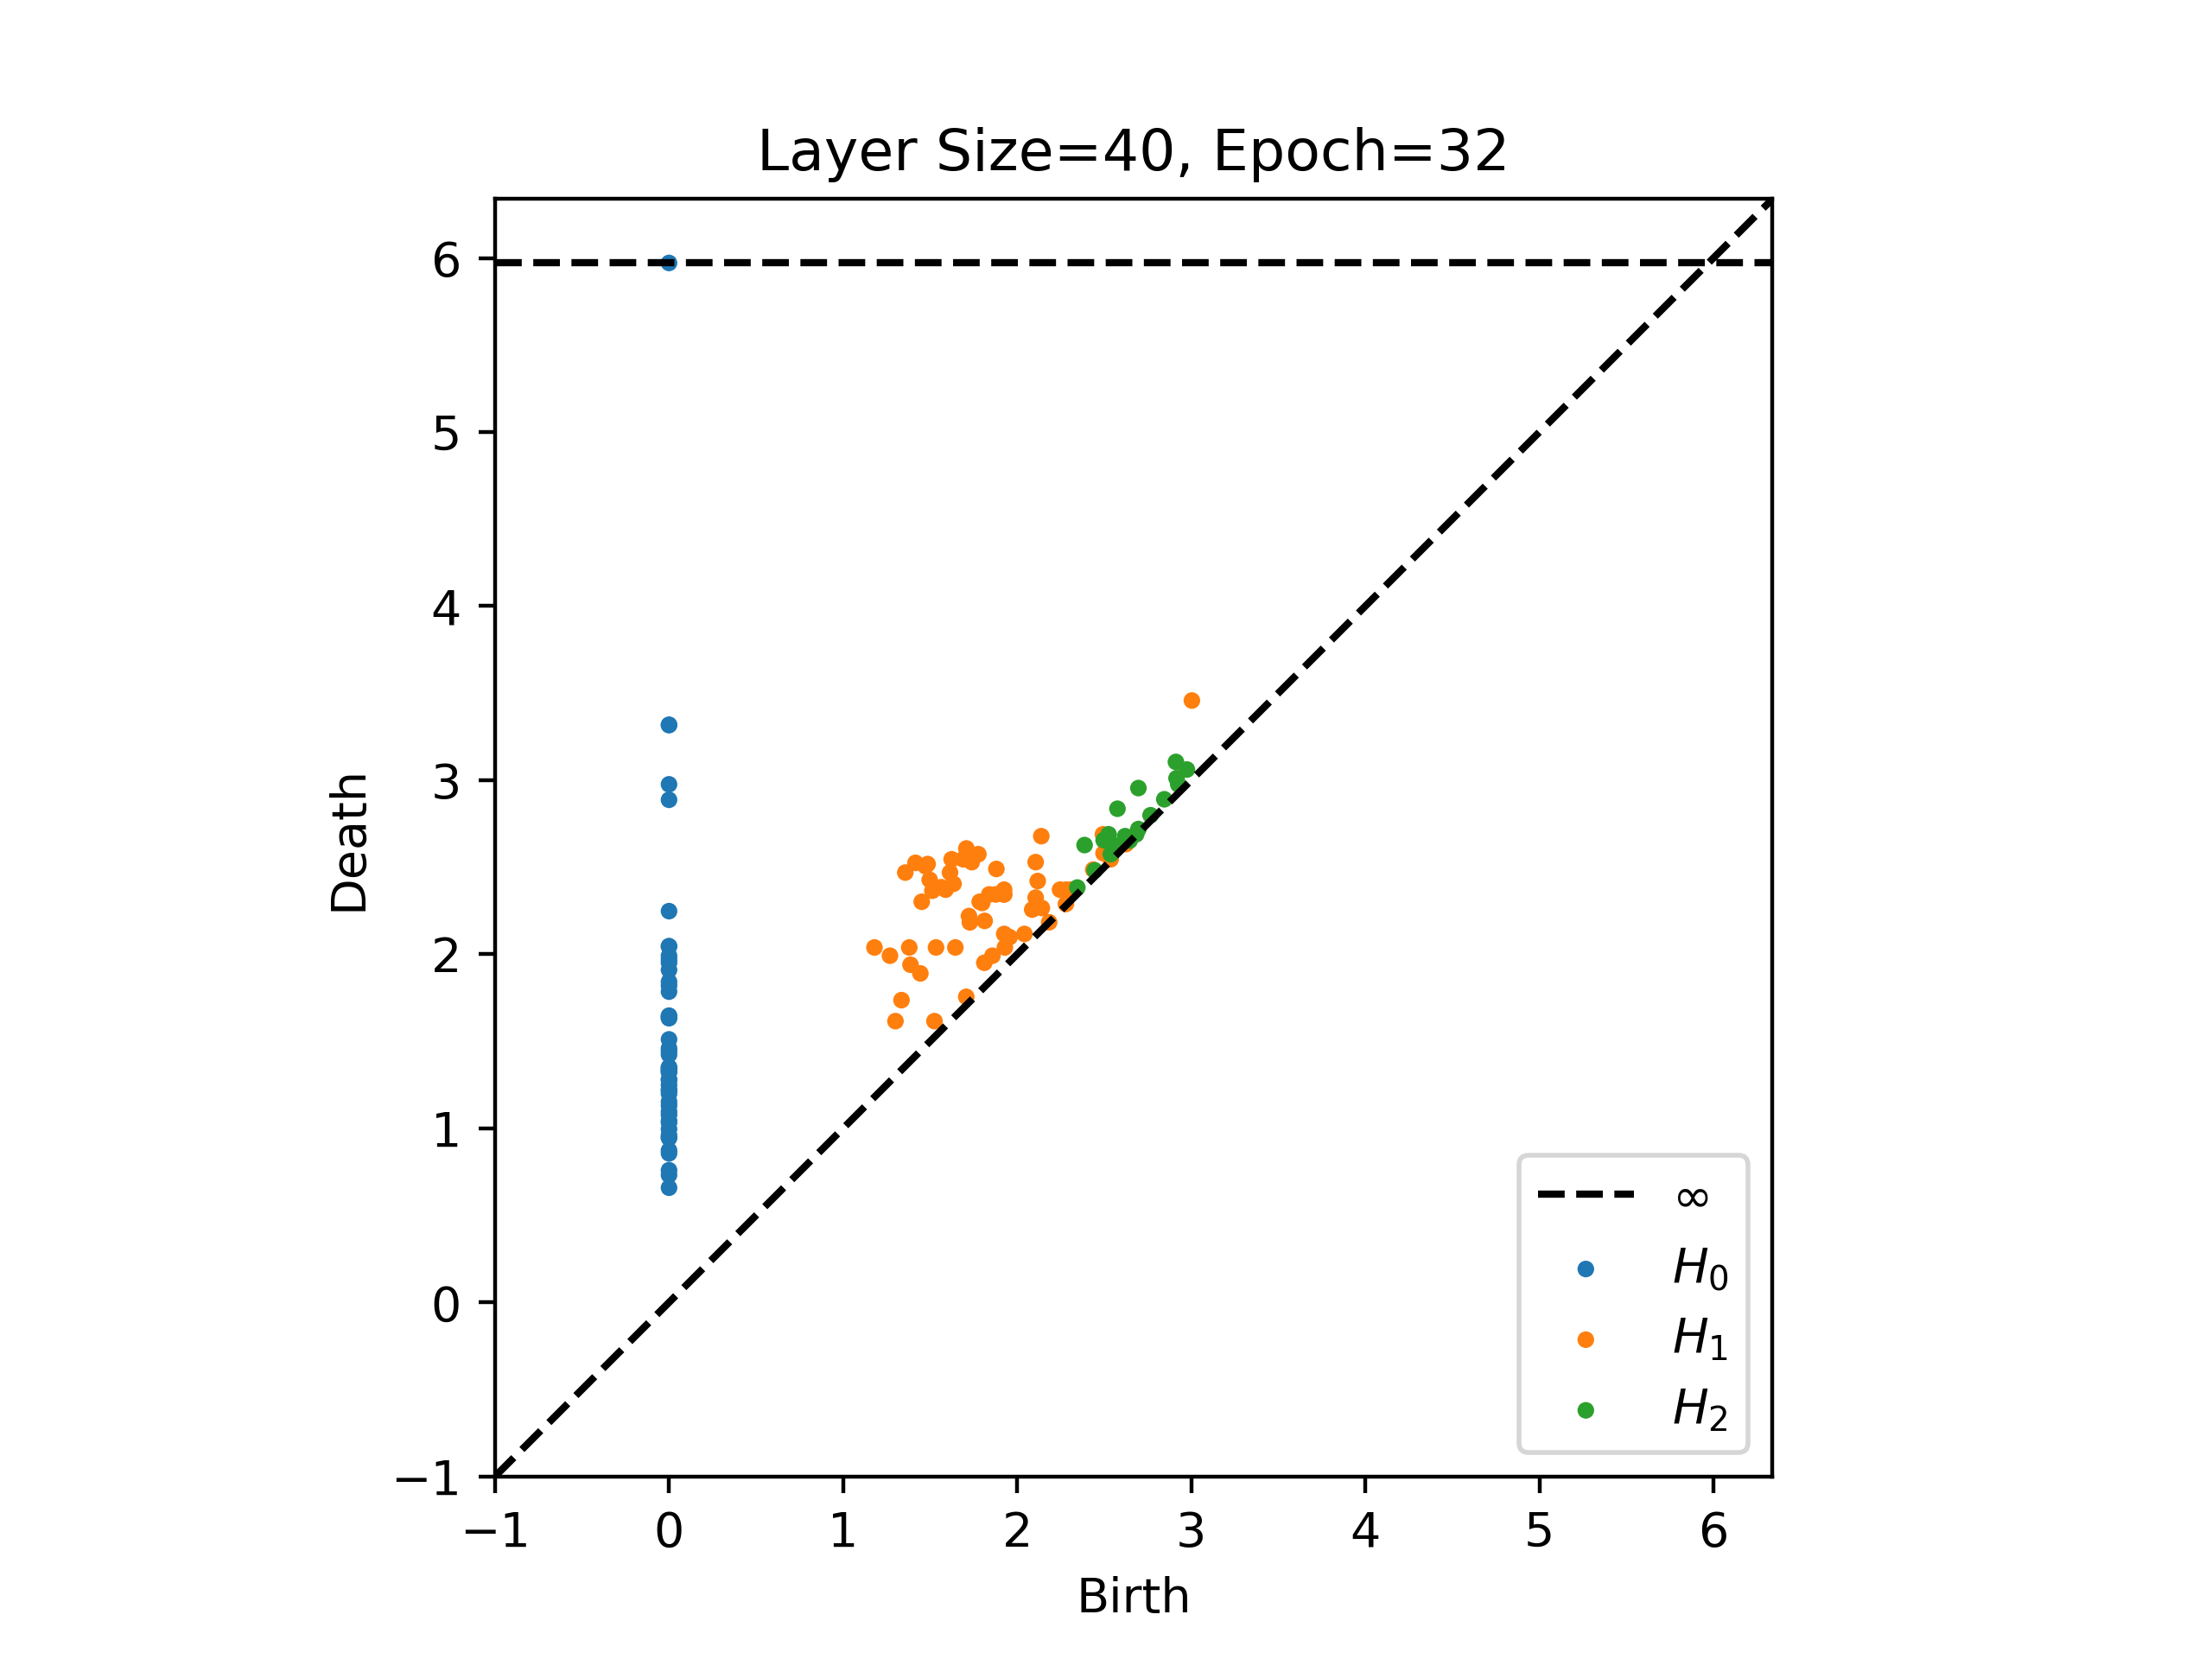 Layer Size=40, Epoch=32
6
5
4
3
2
1
0
−1
Death
−1 0 1 2 3 4 5 6
Birth
∞
H₀
H₁
H₂